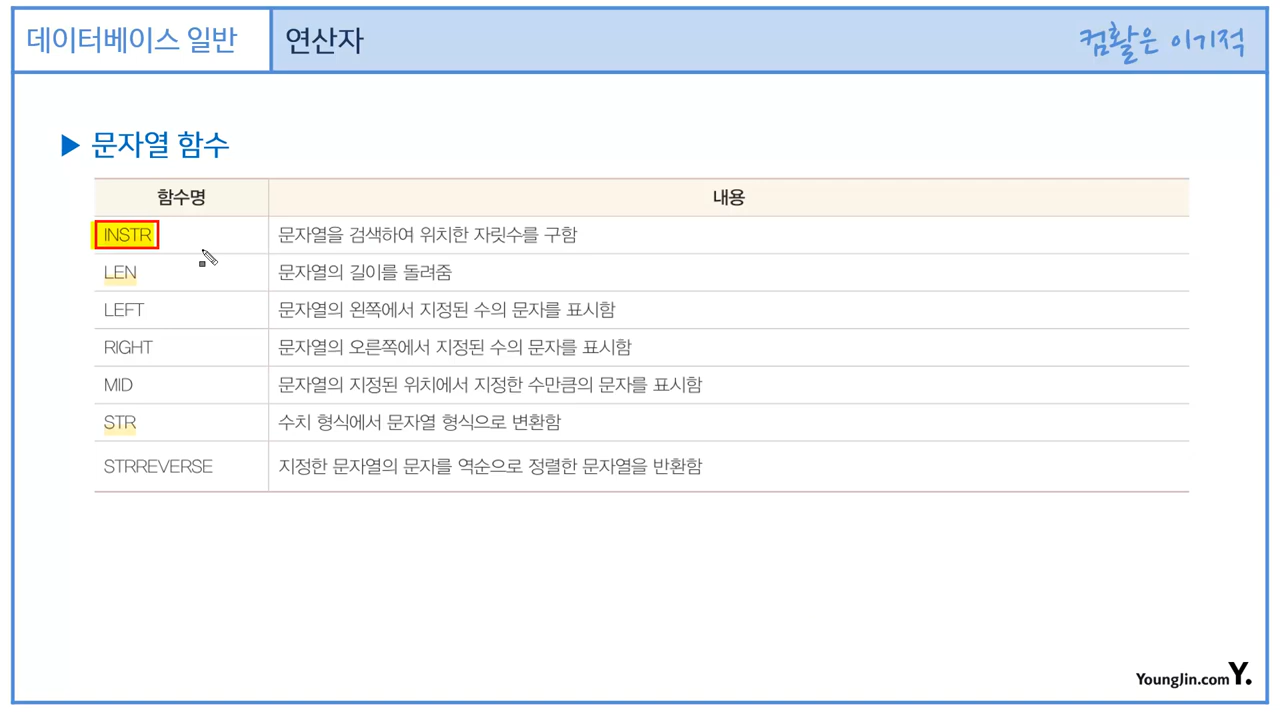 데이터베이스 일반 연산자 컴활은 이기적
▶ 문자열 함수
함수명 내용
INSTR 문자열을 검색하여 위치한 자릿수를 구함
LEN 문자열의 길이를 돌려줌
LEFT 문자열의 왼쪽에서 지정된 수의 문자를 표시함
RIGHT 문자열의 오른쪽에서 지정된 수의 문자를 표시함
MID 문자열의 지정된 위치에서 지정한 수만큼의 문자를 표시함
STR 수치 형식에서 문자열 형식으로 변환함
STRREVERSE 지정한 문자열의 문자를 역순으로 정렬한 문자열을 반환함
YoungJin.com Y.